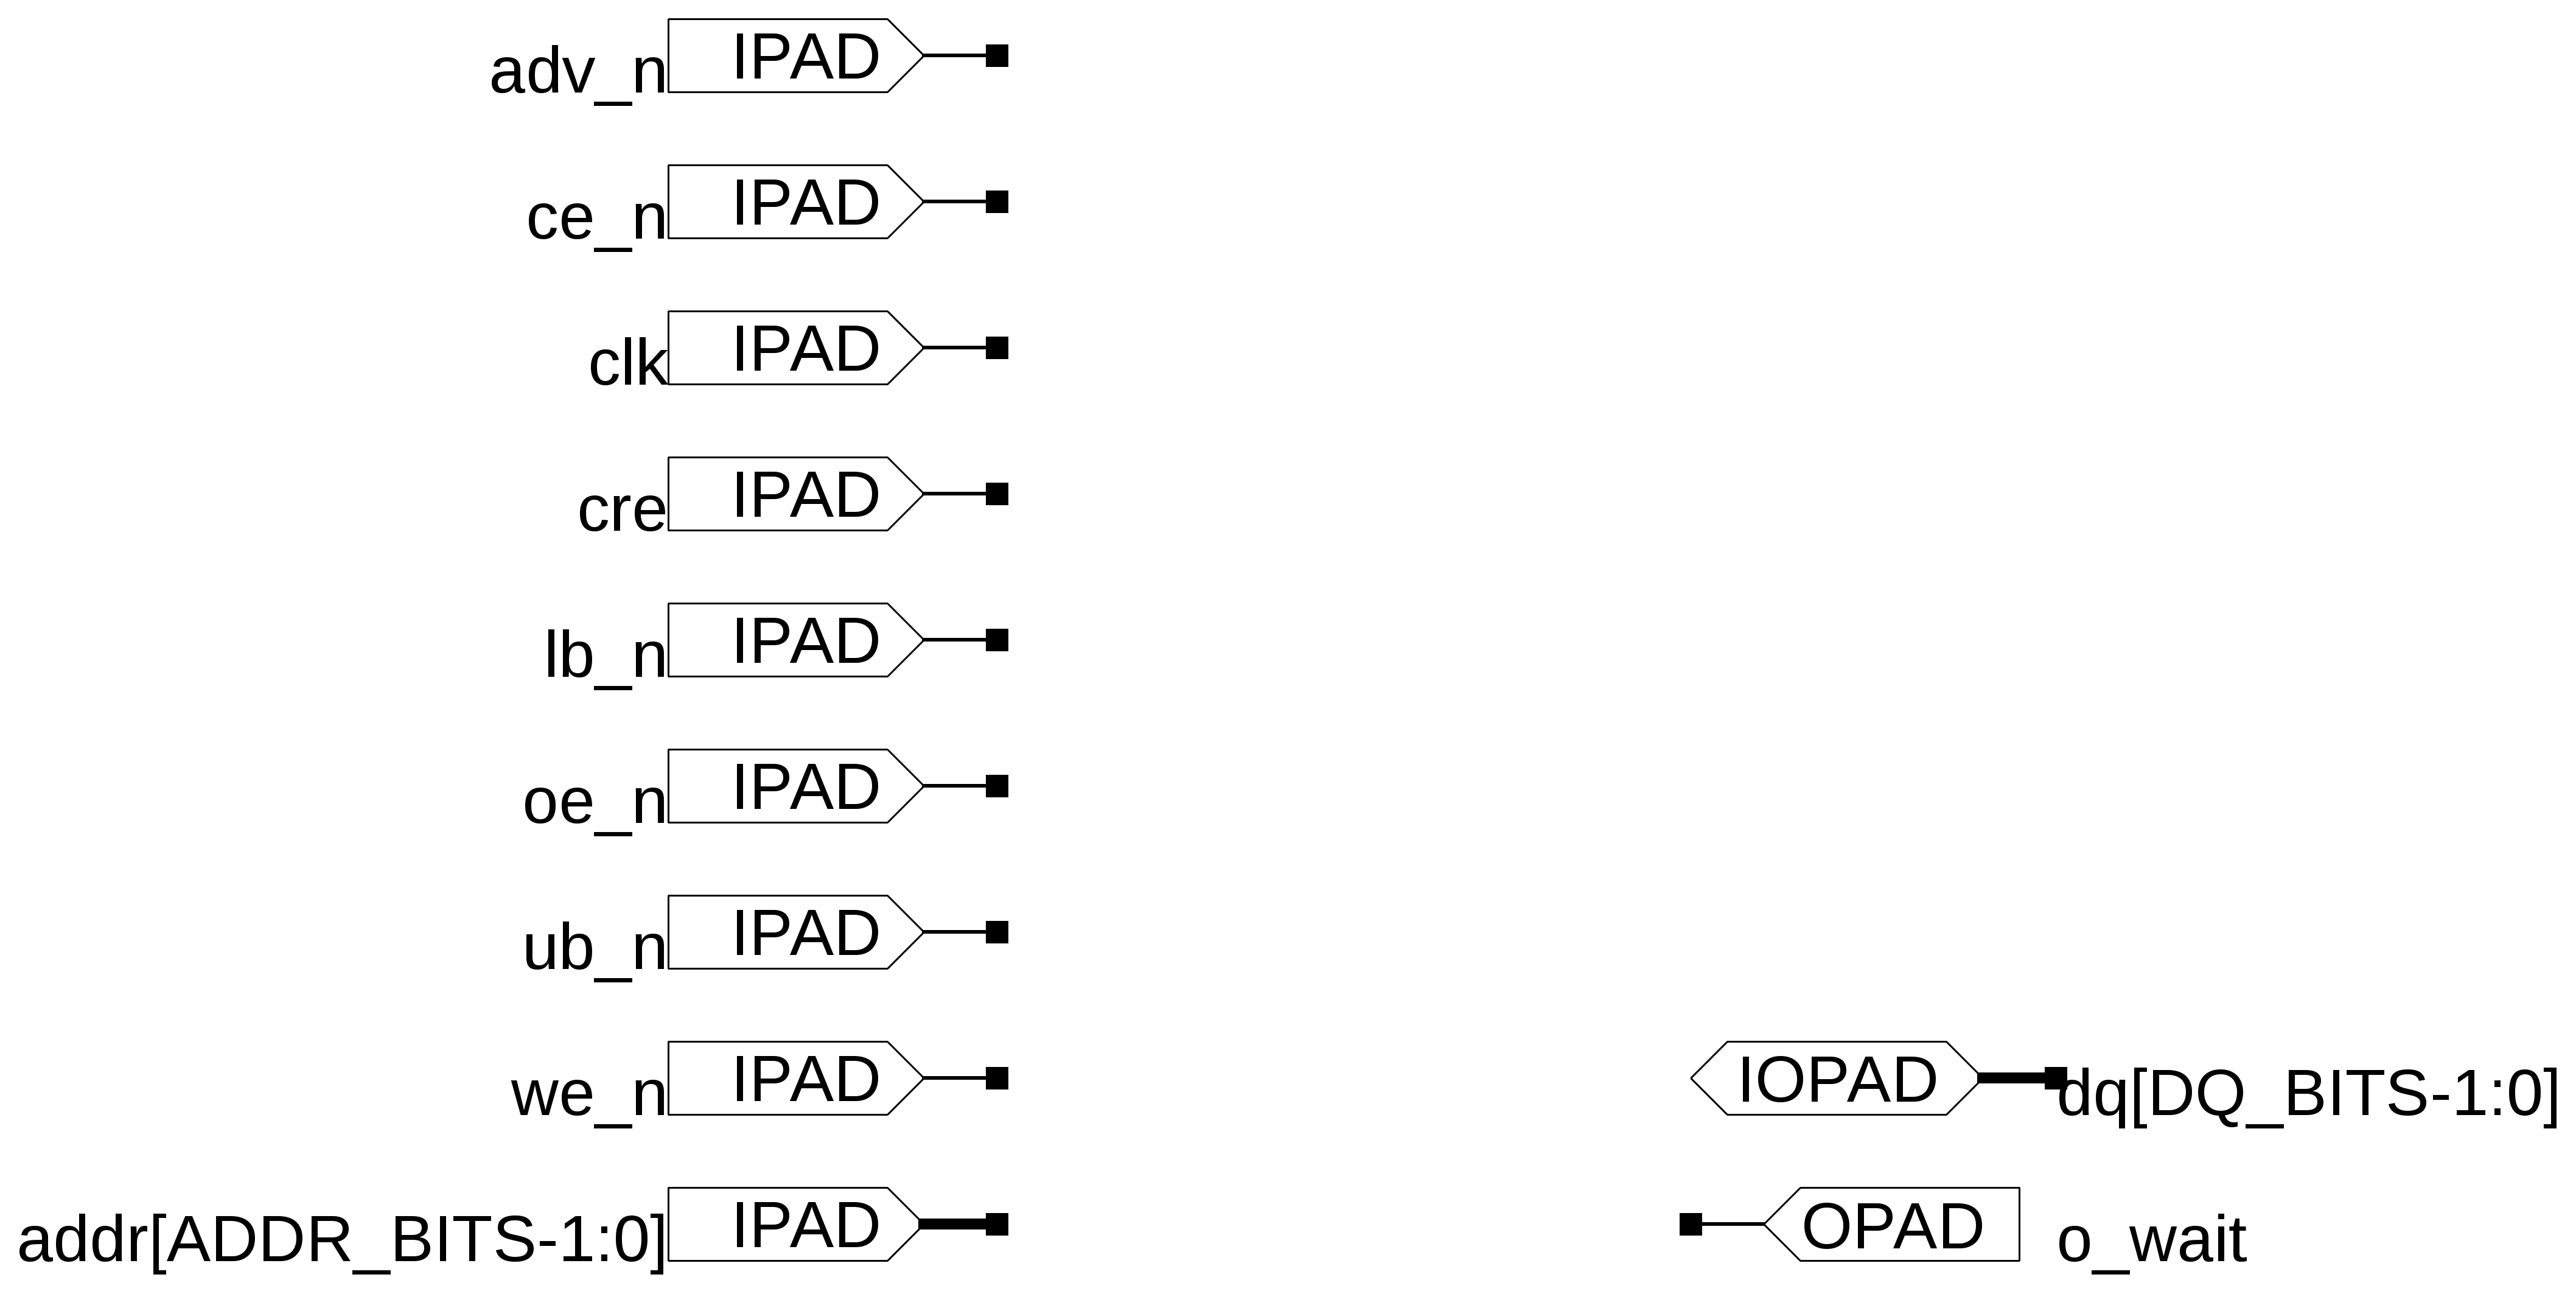 adv_n IPAD
ce_n IPAD
clk IPAD
cre IPAD
lb_n IPAD
oe_n IPAD
ub_n IPAD
we_n IPAD IOPAD dq[DQ_BITS-1:0]
addr[ADDR_BITS-1:0] IPAD OPAD o_wait